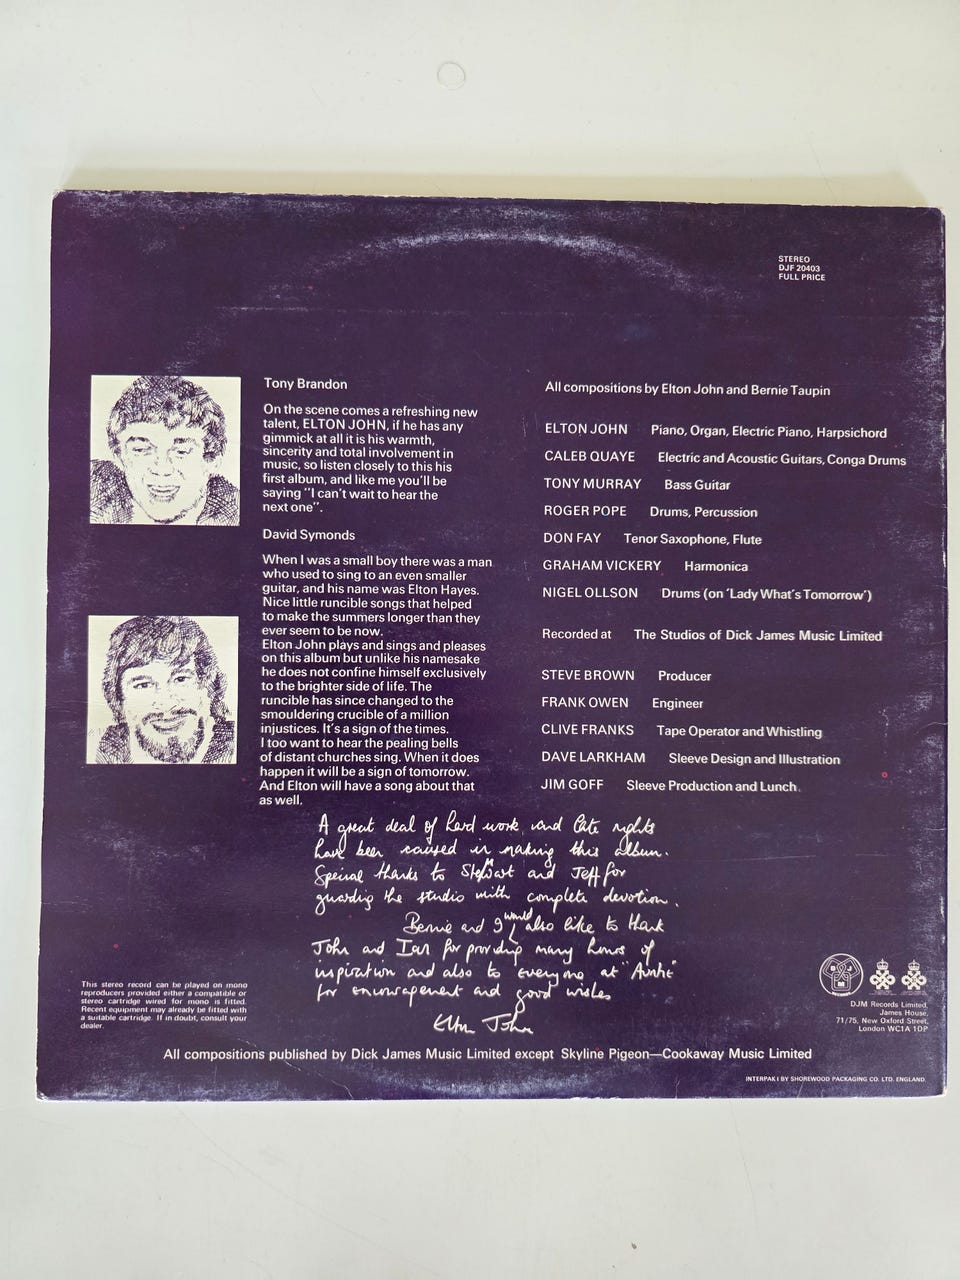 STEREO
DJF 20403
FULL PRICE
Tony Brandon
On the scene comes a refreshing new
talent, ELTON JOHN, if he has any
gimmick at all it is his warmth,
sincerity and total involvement in
music, so listen closely to this his
first album, and like me you'll be
saying "I can't wait to hear the
next one".
David Symonds
When I was a small boy there was a man
who used to sing to an even smaller
guitar, and his name was Elton Hayes.
Nice little runcible songs that helped
to make the summers longer than they
ever seem to be now.
Elton John plays and sings and pleases
on this album but unlike his namesake
he does not confine himself exclusively
to the brighter side of life. The
runcible has since changed to the
smouldering crucible of a million
injustices. It's a sign of the times.
I too want to hear the pealing bells
of distant churches sing. When it does
happen it will be a sign of tomorrow.
And Elton will have a song about that
as well.
All compositions by Elton John and Bernie Taupin
ELTON JOHN Piano, Organ, Electric Piano, Harpsichord
CALEB QUAYE Electric and Acoustic Guitars, Conga Drums
TONY MURRAY Bass Guitar
ROGER POPE Drums, Percussion
DON FAY Tenor Saxophone, Flute
GRAHAM VICKERY Harmonica
NIGEL OLLSON Drums (on 'Lady What's Tomorrow')
Recorded at The Studios of Dick James Music Limited
STEVE BROWN Producer
FRANK OWEN Engineer
CLIVE FRANKS Tape Operator and Whistling
DAVE LARKHAM Sleeve Design and Illustration
JIM GOFF Sleeve Production and Lunch.
A great deal of hard work and late nights
have been caused in making this album.
Special thanks to Stewart and Jeff for
guarding the studio with complete devotion.
Bernie and I would also like to thank
John and Ian for providing many hours of
inspiration and also to everyone at
for encouragement and good wishes
Elton John
This stereo record can be played on mono
reproducers provided either a compatible or
stereo cartridge wired for mono is fitted.
Recent equipment may already be fitted with
a suitable cartridge. If in doubt, consult your
dealer.
DJM Records Limited,
James House,
71/75, New Oxford Street,
London WC1A 1DP
All compositions published by Dick James Music Limited except Skyline Pigeon—Cookaway Music Limited
INTERPAK I BY SHOREWOOD PACKAGING CO. LTD. ENGLAND.